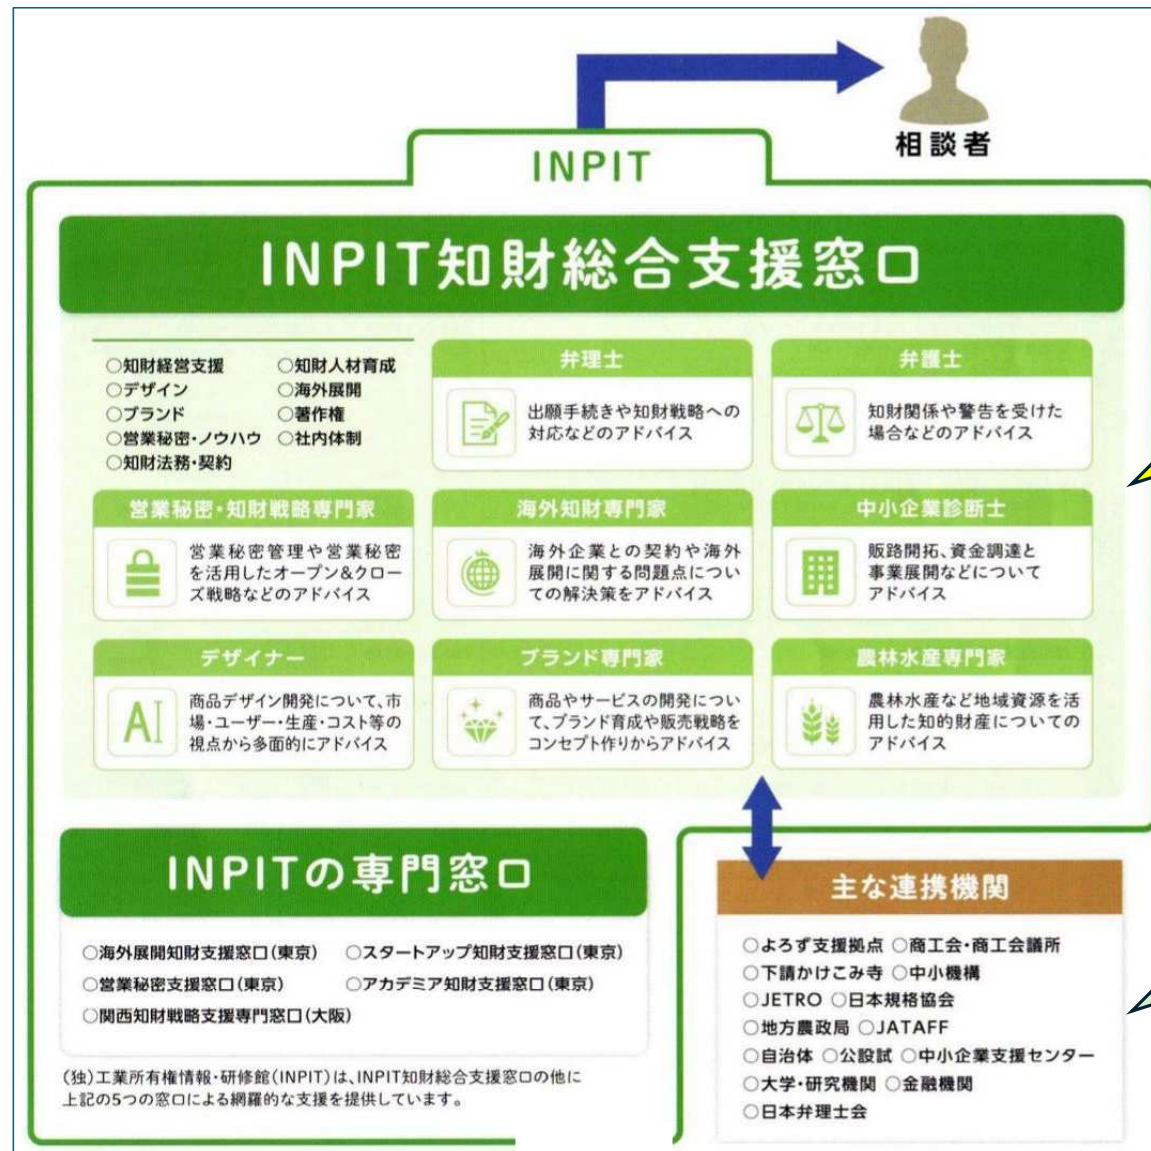 相談者
INPIT
INPIT知財総合支援窓口
○知財経営支援 ○知財人材育成
○デザイン ○海外展開
○ブランド ○著作権
○営業秘密・ノウハウ ○社内体制
○知財法務・契約
弁理士
出願手続きや知財戦略への
対応などのアドバイス
弁護士
知財関係や警告を受けた
場合などのアドバイス
営業秘密・知財戦略専門家
営業秘密管理や営業秘密
を活用したオープン&クロー
ズ戦略などのアドバイス
海外知財専門家
海外企業との契約や海外
展開に関する問題点につい
ての解決策をアドバイス
中小企業診断士
販路開拓、資金調達と
事業展開などについて
アドバイス
デザイナー
AI
商品デザイン開発について、市
場・ユーザー・生産・コスト等の
視点から多面的にアドバイス
ブランド専門家
商品やサービスの開発につい
て、ブランド育成や販売戦略を
コンセプト作りからアドバイス
農林水産専門家
農林水産など地域資源を活
用した知的財産についての
アドバイス
INPITの専門窓口
○海外展開知財支援窓口(東京) ○スタートアップ知財支援窓口(東京)
○営業秘密支援窓口(東京) ○アカデミア知財支援窓口(東京)
○関西知財戦略支援専門窓口(大阪)
(独)工業所有権情報・研修館(INPIT)は、INPIT知財総合支援窓口の他に
上記の5つの窓口による網羅的な支援を提供しています。
主な連携機関
○よろず支援拠点 ○商工会・商工会議所
○下請かけこみ寺 ○中小機構
○JETRO ○日本規格協会
○地方農政局 ○JATAFF
○自治体 ○公設試 ○中小企業支援センター
○大学・研究機関 ○金融機関
○日本弁理士会